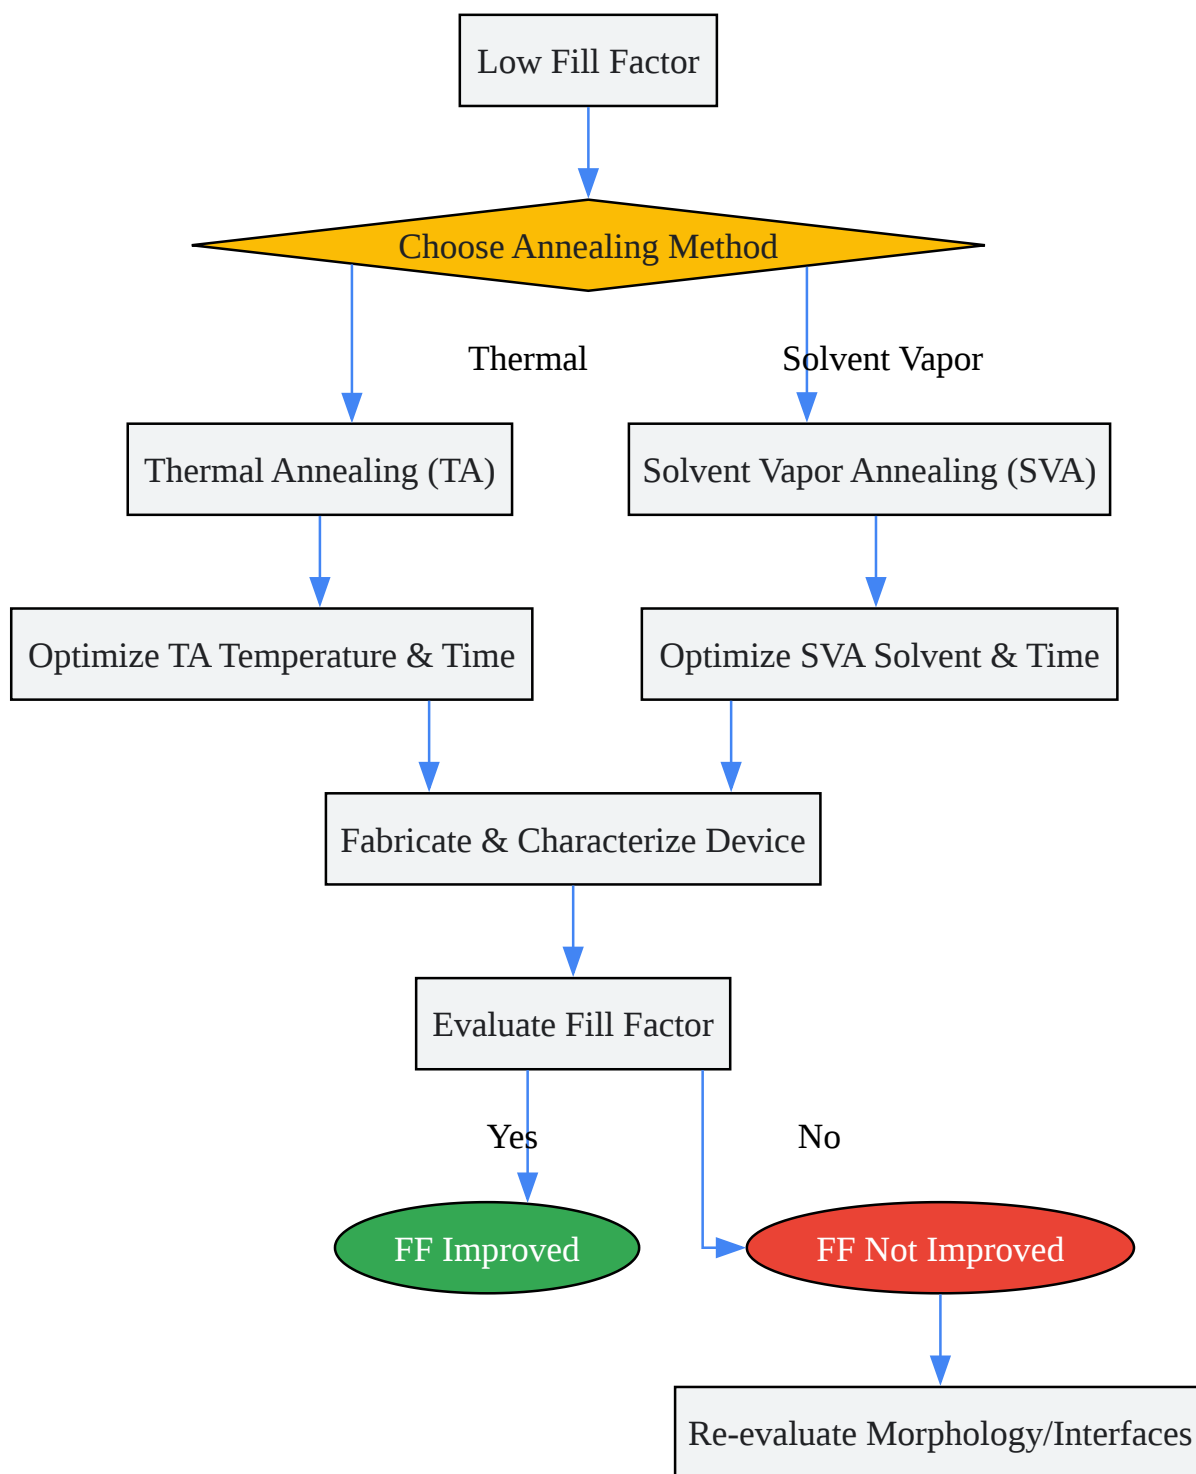 Low Fill Factor
Choose Annealing Method
Thermal
Solvent Vapor
Thermal Annealing (TA)
Solvent Vapor Annealing (SVA)
Optimize TA Temperature & Time
Optimize SVA Solvent & Time
Fabricate & Characterize Device
Evaluate Fill Factor
Yes
No
FF Improved
FF Not Improved
Re-evaluate Morphology/Interfaces